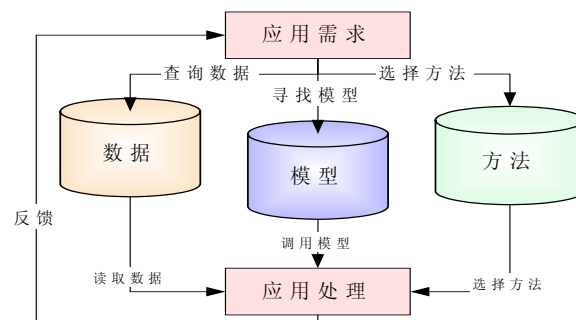 应用需求
查询数据
寻找模型
选择方法
数据
模型
方法
反馈
调用模型
读取数据
选择方法
应用处理